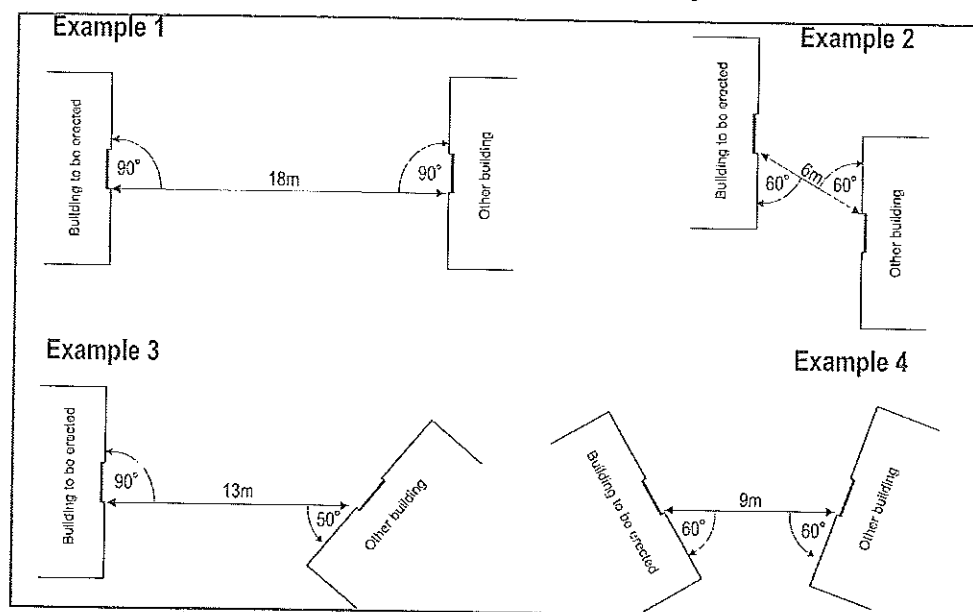 Example 1
Building to be erected
90°
18m
90°
Other building
Example 2
Building to be erected
60°
6m
60°
Other building
Example 3
Building to be erected
90°
13m
50°
Other building
Example 4
Building to be erected
60°
9m
60°
Other building